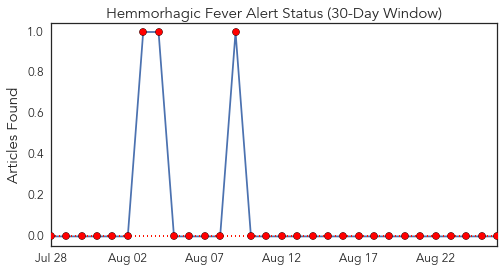 Hemmorhagic Fever Alert Status (30-Day Window)
Articles Found
1.0
0.8
0.6
0.4
0.2
0.0
Jul 28 Aug 02 Aug 07 Aug 12 Aug 17 Aug 22